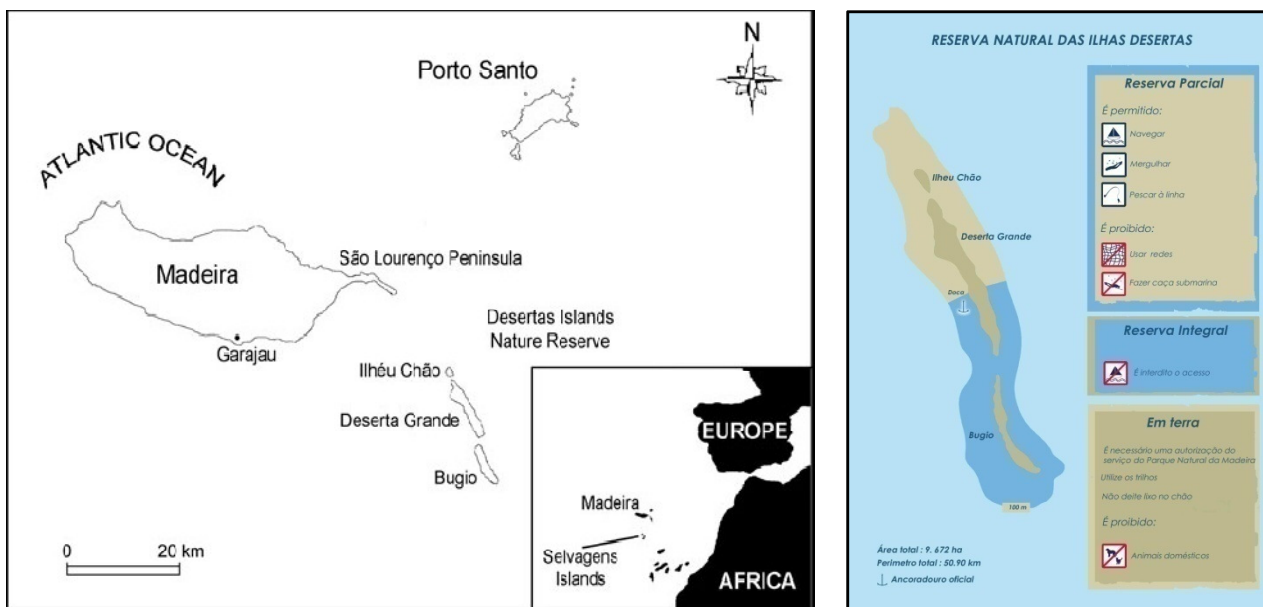 N
Porto Santo
ATLANTIC OCEAN
Madeira
São Lourenço Peninsula
Garajau
Desertas Islands
Nature Reserve
Ilhéu Chão
Deserta Grande
Bugio
0 20 km
EUROPE
Madeira
Selvagens
Islands
AFRICA
RESERVA NATURAL DAS ILHAS DESERTAS
Ilheu Chão
Deserta Grande
Doca
Bugio
100 m
Área total : 9. 672 ha
Perimetro total : 50.90 km
Ancoradouro oficial
Reserva Parcial
É permitido:
Navegar
Mergulhar
Pescar à linha
É proibido:
Usar redes
Fazer caça submarina
Reserva Integral
É interdito o acesso
Em terra
É necessário uma autorização do
serviço do Parque Natural da Madeira
Utilize os trilhos
Não deite lixo no chão
É proibido:
Animais domésticos